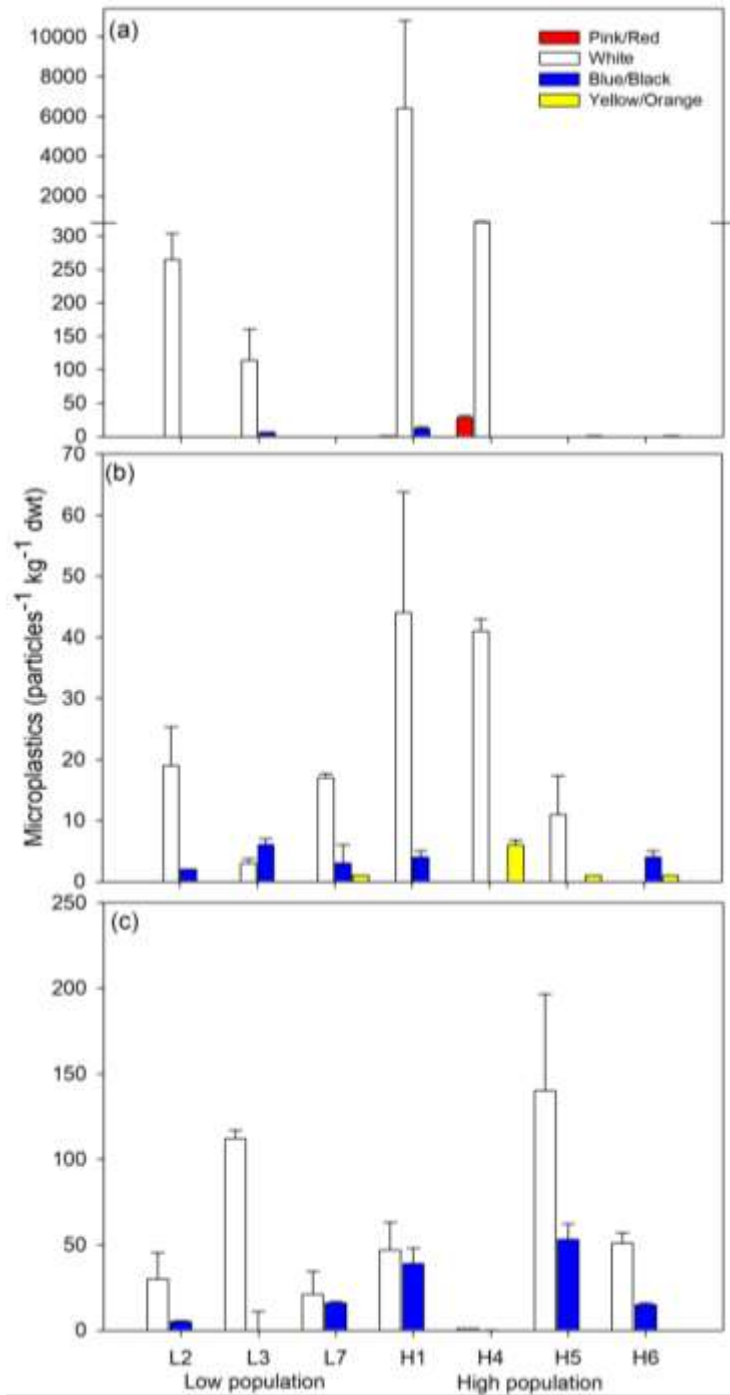 (a)
Pink/Red
White
Blue/Black
Yellow/Orange
10000
8000
6000
4000
2000
300
250
200
150
100
50
0
(b)
70
60
50
40
30
20
10
0
Microplastics (particles⁻¹ kg⁻¹ dwt)
(c)
250
200
150
100
50
0
L2 L3 L7 H1 H4 H5 H6
Low population High population